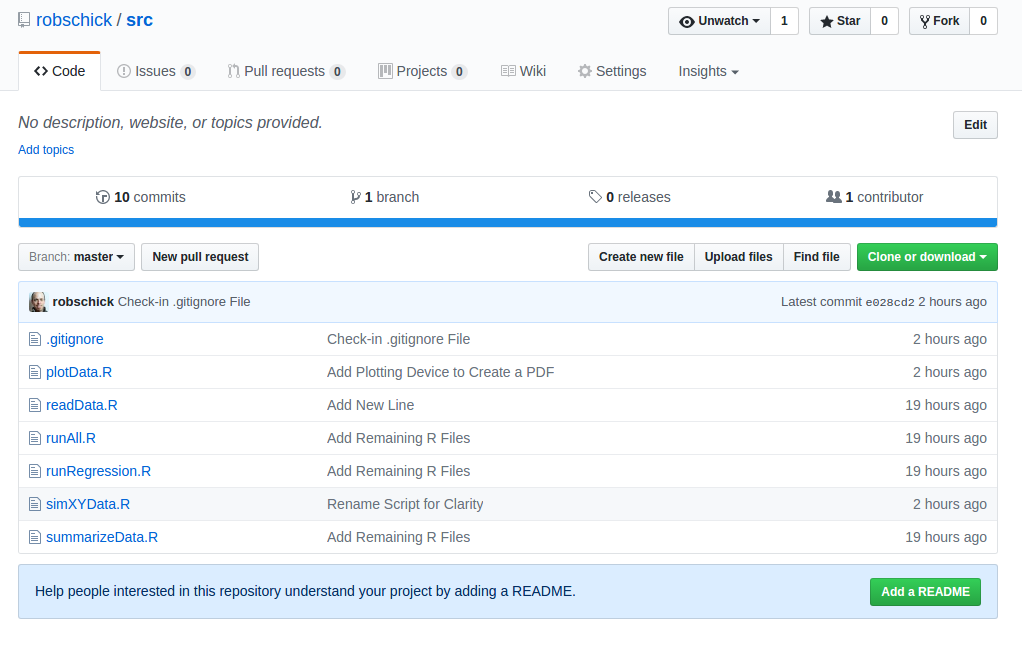 robschick / src Unwatch 1 Star 0 Fork 0
Code Issues 0 Pull requests 0 Projects 0 Wiki Settings Insights
No description, website, or topics provided. Edit
Add topics
10 commits 1 branch 0 releases 1 contributor
Branch: master New pull request Create new file Upload files Find file Clone or download
robschick Check-in .gitignore File Latest commit e028cd2 2 hours ago
.gitignore Check-in .gitignore File 2 hours ago
plotData.R Add Plotting Device to Create a PDF 2 hours ago
readData.R Add New Line 19 hours ago
runAll.R Add Remaining R Files 19 hours ago
runRegression.R Add Remaining R Files 19 hours ago
simXYData.R Rename Script for Clarity 2 hours ago
summarizeData.R Add Remaining R Files 19 hours ago
Help people interested in this repository understand your project by adding a README. Add a README